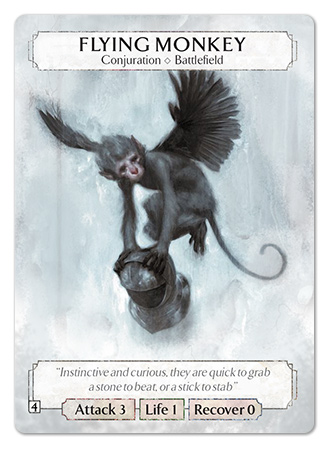 FLYING MONKEY
Conjuration ◇ Battlefield
“Instinctive and curious, they are quick to grab
a stone to beat, or a stick to stab”
4 Attack 3 Life 1 Recover 0